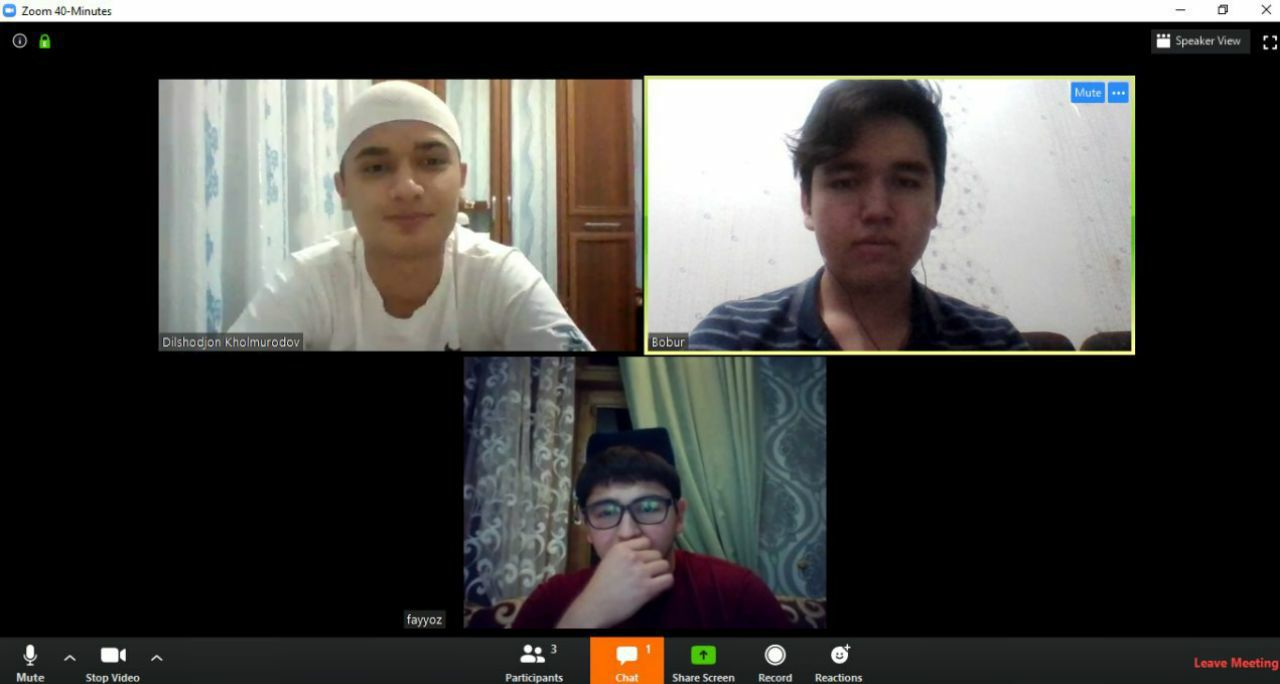 Zoom 40-Minutes
Speaker View
Mute
Dilshodjon Kholmurodov
Bobur
fayyoz
3
1
Mute
Stop Video
Participants
Chat
Share Screen
Record
Reactions
Leave Meeting